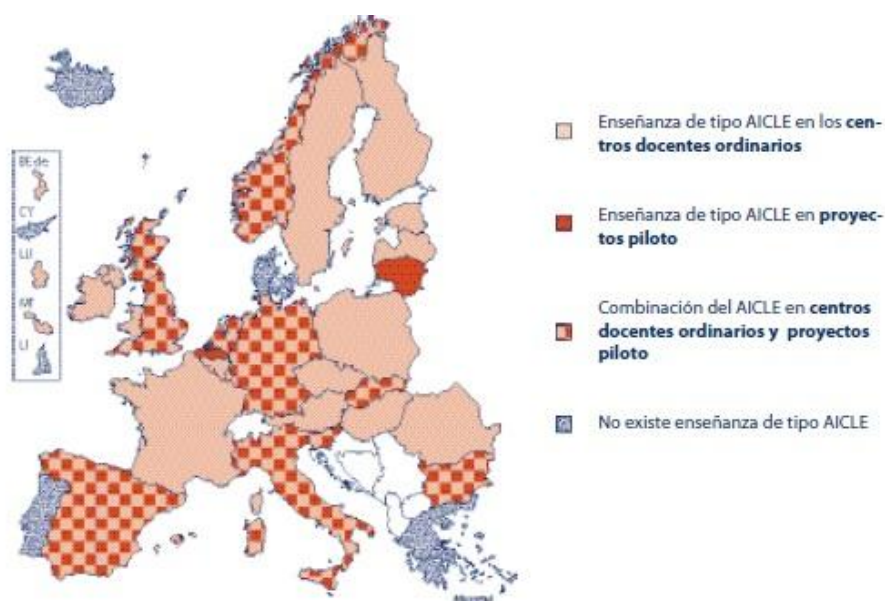 Enseñanza de tipo AICLE en los cen-
tros docentes ordinarios
Enseñanza de tipo AICLE en proyec-
tos piloto
Combinación del AICLE en centros
docentes ordinarios y proyectos
piloto
No existe enseñanza de tipo AICLE
BE de
CY
LU
MT
LI